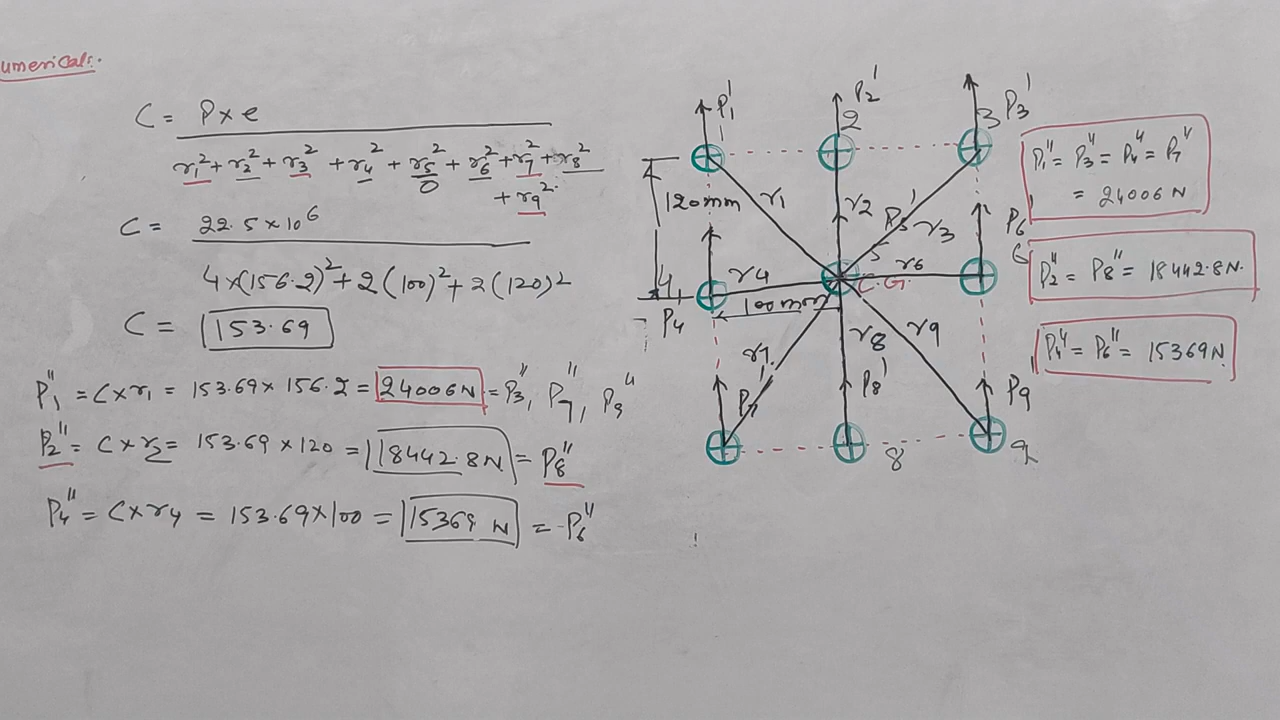 umericals:
C = P x e
r₁² + r₂² + r₃² + r₄² + r₅² + r₆² + r₇² + r₈²
0
+ r₉²
C = 22.5 x 10⁶
4 x (156.2)² + 2 (100)² + 2 (120)²
C = 153.69
P₁" = C x r₁ = 153.69 x 156.2 = 24006 N = P₃", P₇", P₉"
P₂" = C x r₂ = 153.69 x 120 = 18442.8 N = P₈"
P₄" = C x r₄ = 153.69 x 100 = 15369 N = P₆"
P₁'
P₂'
P₃'
2
3
120mm
r₁
r₂
P₅'
r₃
P₆'
4
r₄
5
r₆
6
C.G.
P₄'
100mm
r₇
r₈
r₉
P₇'
P₈'
P₉'
8
9
P₁" = P₃" = P₄" = P₇"
= 24006 N
P₂" = P₈" = 18442.8 N.
P₄" = P₆" = 15369 N.